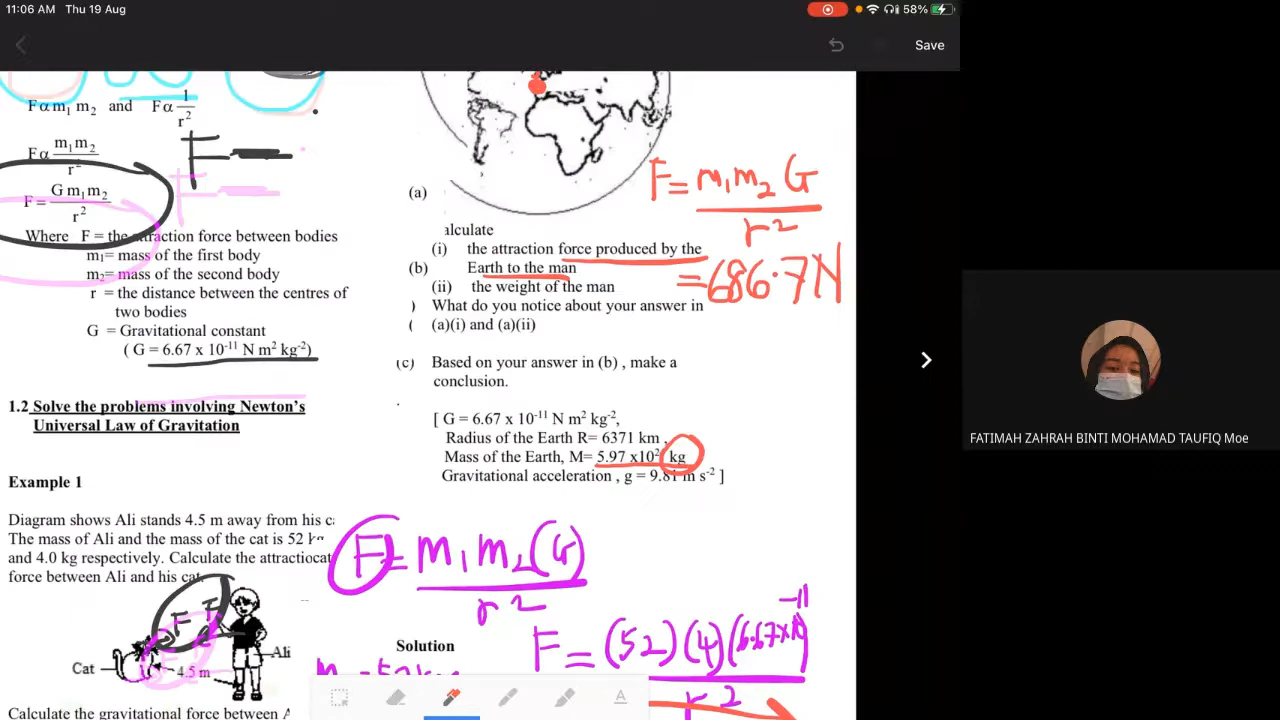 11:06 AM Thu 19 Aug
58%
Save
F α m₁ m₂ and F α 1/r²
F α m₁m₂/r²
F =
F = G m₁ m₂/r²
F =
Where F = the attraction force between bodies
m₁= mass of the first body
m₂= mass of the second body
r = the distance between the centres of
two bodies
G = Gravitational constant
( G = 6.67 x 10⁻¹¹ N m² kg⁻²)
1.2 Solve the problems involving Newton's
Universal Law of Gravitation
Example 1
Diagram shows Ali stands 4.5 m away from his
The mass of Ali and the mass of the cat is 52
and 4.0 kg respectively. Calculate the
force between Ali and his cat.
F F
Cat
Ali
4.5 m
Calculate the gravitational force between
(a)
alculate
(i) the attraction force produced by the
(b) Earth to the man
(ii) the weight of the man
) What do you notice about your answer in
( (a)(i) and (a)(ii)
(c) Based on your answer in (b) , make a
conclusion.
[ G = 6.67 x 10⁻¹¹ N m² kg⁻²,
Radius of the Earth R= 6371 km ,
Mass of the Earth, M= 5.97 x10² kg
Gravitational acceleration , g = 9.81 m s⁻² ]
F = m₁m₂ G/r²
= 686.7N
F = m₁ m₂ (G)/r²
Solution
F = (52)(4)(6.67x10⁻¹¹)/r²
A
FATIMAH ZAHRAH BINTI MOHAMAD TAUFIQ Moe